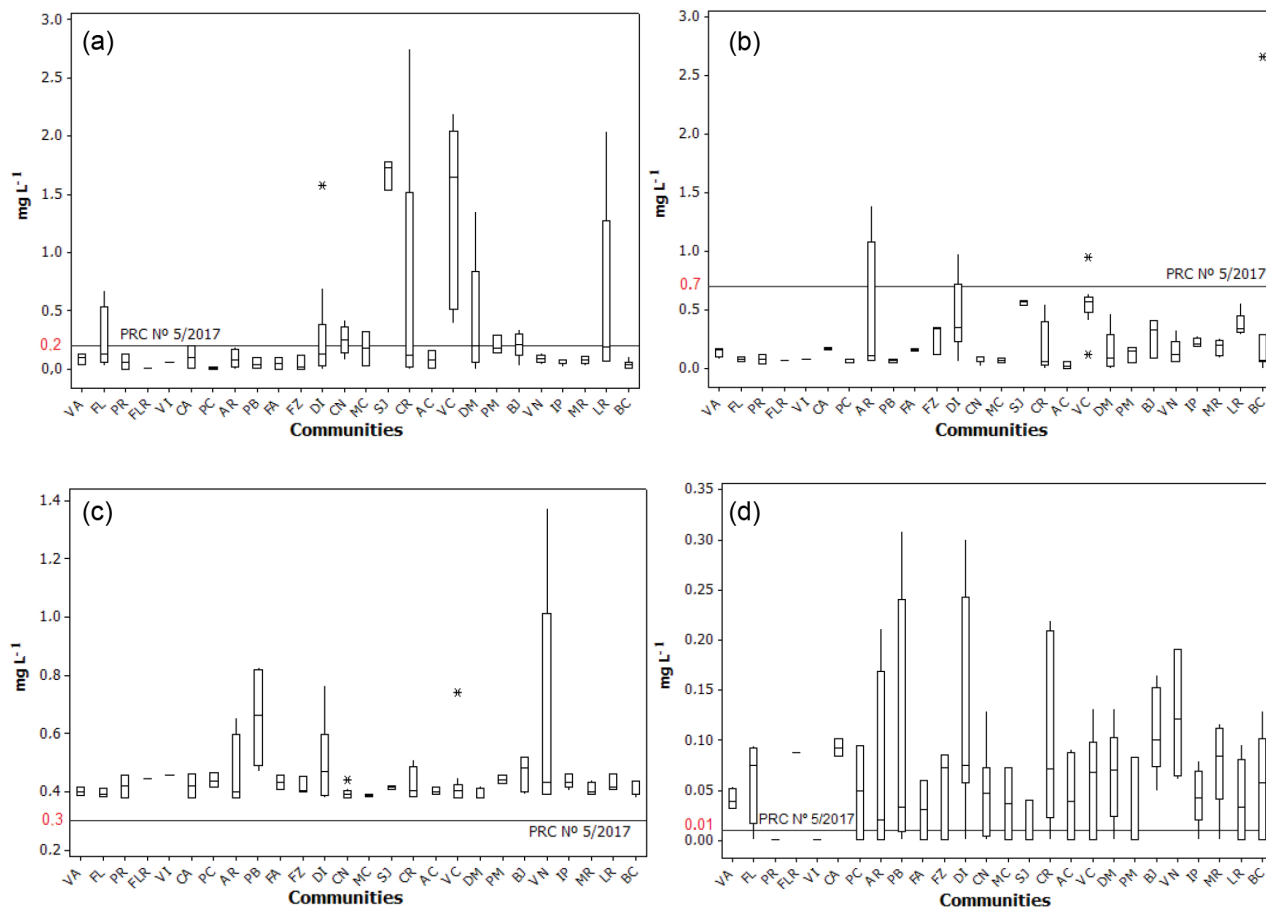 (a)
3.0
2.5
2.0
1.5
1.0
0.5
0.2
0.0
mg L-1
PRC Nº 5/2017
VA FL PR FLR VI CA PC AR PB FA FZ DI CN MC SJ CR AC VC DM PM BJ VN IP MR LR BC
Communities
(b)
3.0
2.5
2.0
1.5
1.0
0.7
0.5
0.0
mg L-1
PRC Nº 5/2017
VA FL PR FLR VI CA PC AR PB FA FZ DI CN MC SJ CR AC VC DM PM BJ VN IP MR LR BC
Communities
(c)
1.4
1.2
1.0
0.8
0.6
0.4
0.3
0.2
mg L-1
PRC Nº 5/2017
VA FL PR FLR VI CA PC AR PB FA FZ DI CN MC SJ CR AC VC DM PM BJ VN IP MR LR BC
Communities
(d)
0.35
0.30
0.25
0.20
0.15
0.10
0.05
0.01
0.00
mg L-1
PRC Nº 5/2017
VA FL PR FLR VI CA PC AR PB FA FZ DI CN MC SJ CR AC VC DM PM BJ VN IP MR LR BC
Communities